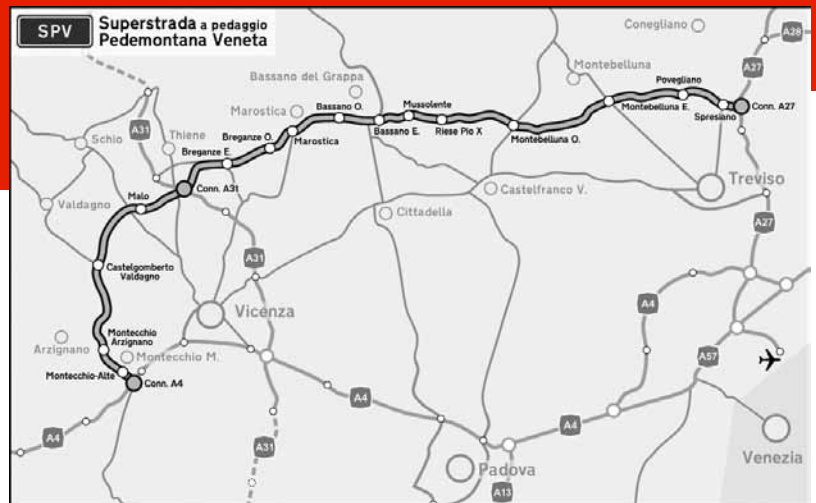 SPV
Superstrada a pedaggio
Pedemontana Veneta
Conegliano
A28
A27
Montebelluna
Bassano del Grappa
Povegliano
Marostica
Bassano O.
Mussolente
Montebelluna E.
Conn. A27
Spresiano
A31
Thiene
Breganze O.
Schio
Breganze E.
Marostica
Bassano E.
Riese Pio X
Montebelluna O.
Treviso
Conn. A31
Castelfranco V.
Malo
Valdagno
Cittadella
A27
A31
Castelgomberto
Valdagno
A4
Vicenza
Montecchio
Arzignano
Arzignano
Montecchio M.
A57
Montecchio-Alte
Conn. A4
A4
A4
A4
A31
Venezia
Padova
A13